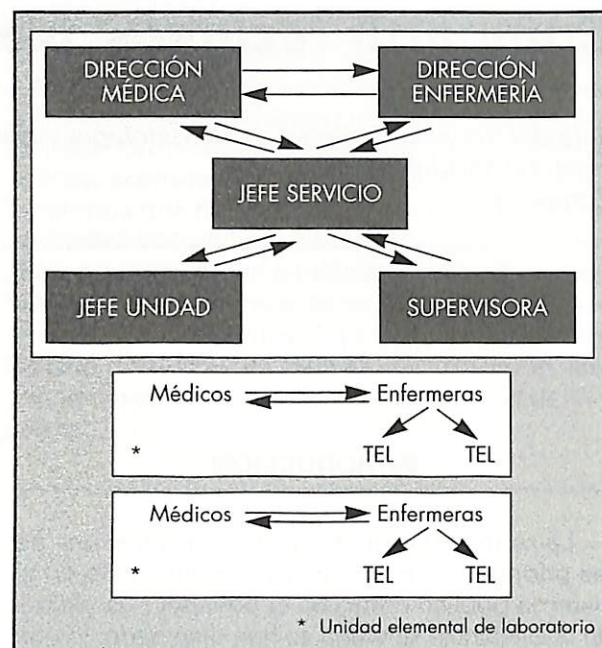 DIRECCIÓN MÉDICA
DIRECCIÓN ENFERMERÍA
JEFE SERVICIO
JEFE UNIDAD
SUPERVISORA
Médicos
Enfermeras
*
TEL
TEL
Médicos
Enfermeras
*
TEL
TEL
* Unidad elemental de laboratorio